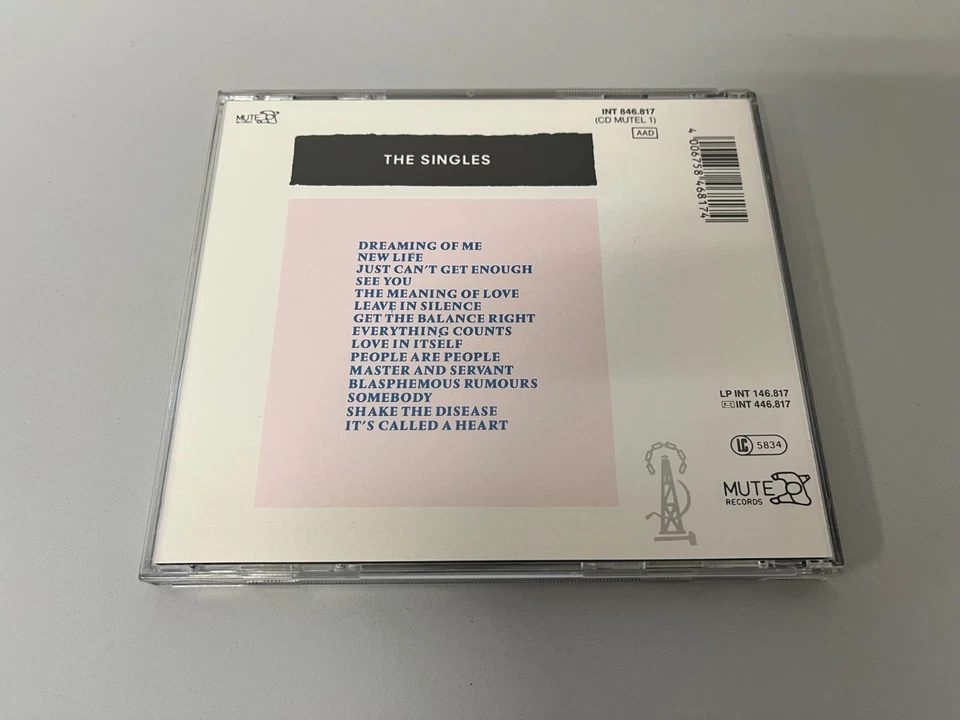 MUTE
RECORDS
INT 846.817
(CD MUTEL 1)
AAD
4 006758 468174
THE SINGLES
DREAMING OF ME
NEW LIFE
JUST CAN'T GET ENOUGH
SEE YOU
THE MEANING OF LOVE
LEAVE IN SILENCE
GET THE BALANCE RIGHT
EVERYTHING COUNTS
LOVE IN ITSELF
PEOPLE ARE PEOPLE
MASTER AND SERVANT
BLASPHEMOUS RUMOURS
SOMEBODY
SHAKE THE DISEASE
IT'S CALLED A HEART
LP INT 146.817
INT 446.817
LC 5834
MUTE
RECORDS